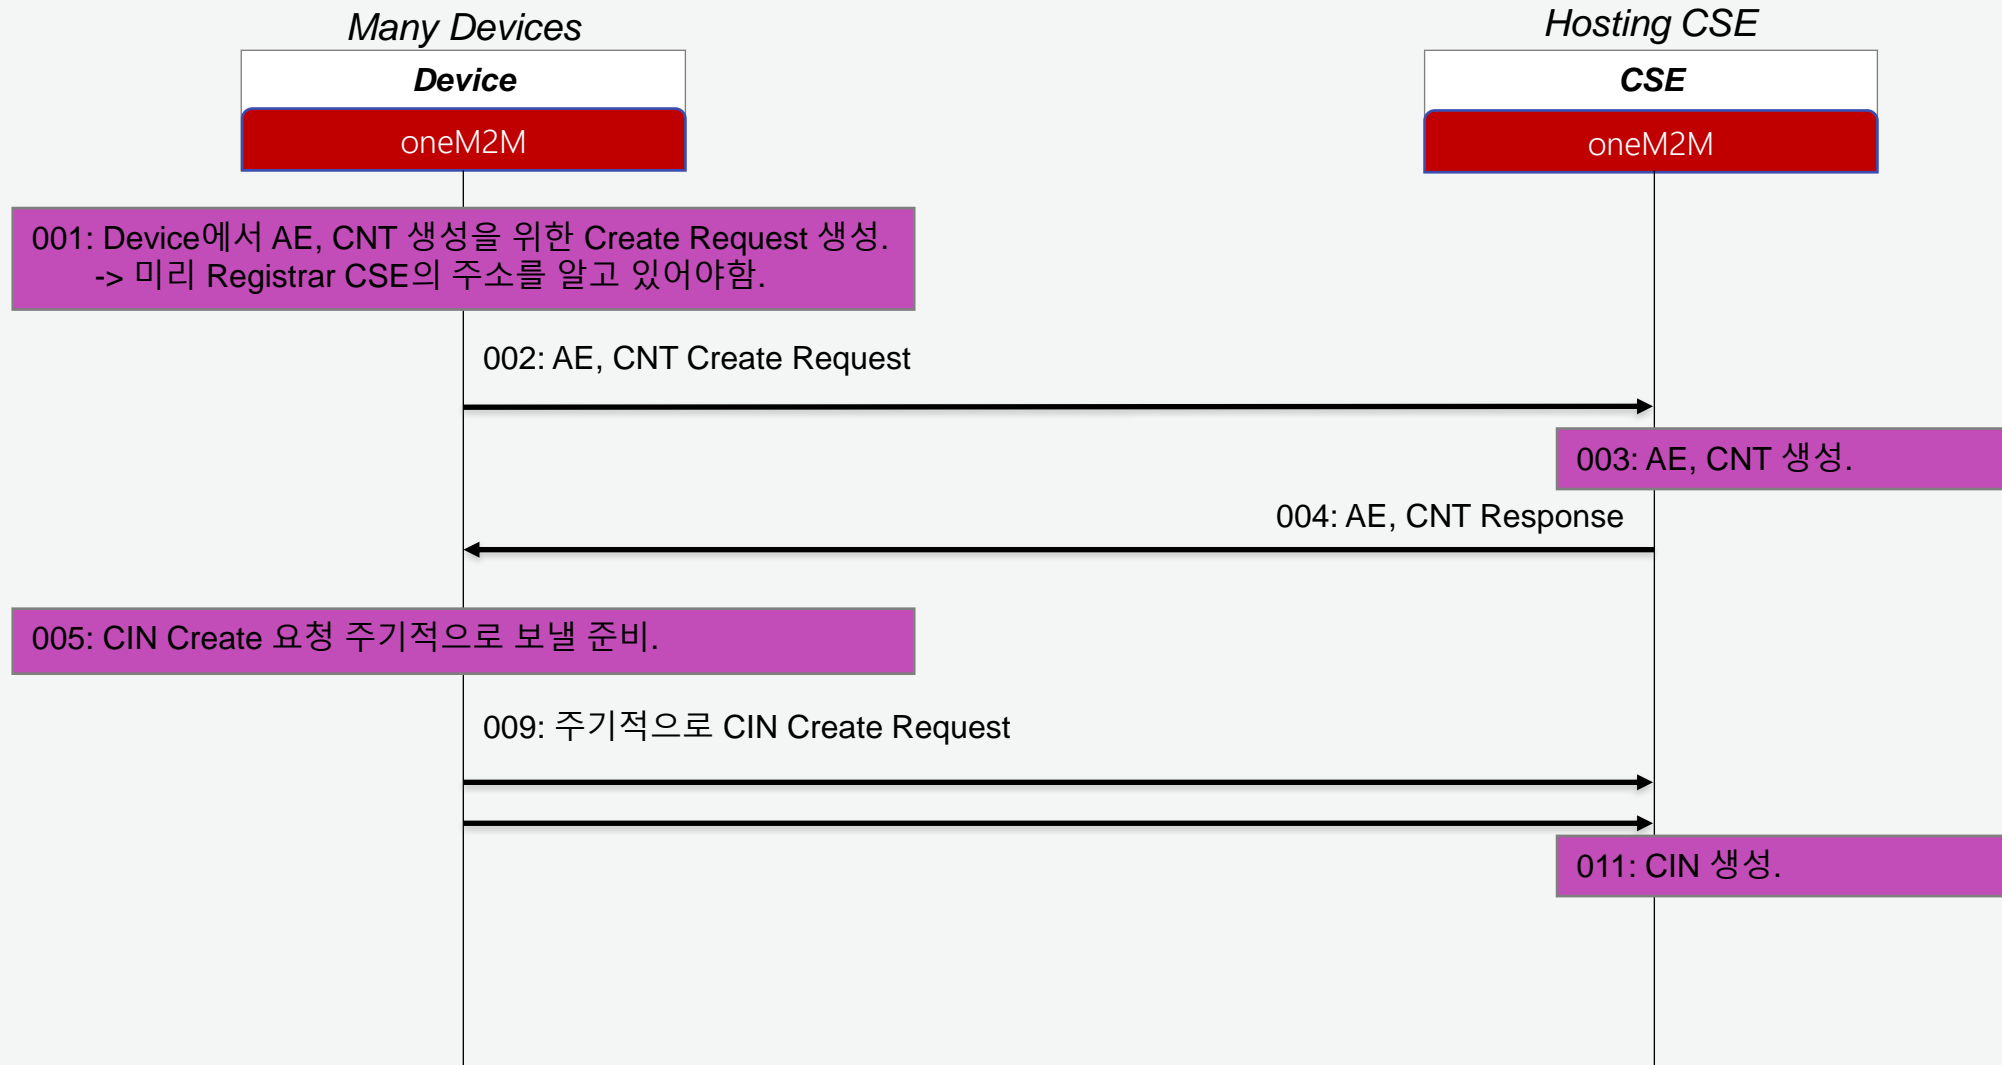 Many Devices
Hosting CSE
Device
CSE
oneM2M
oneM2M
001: Device에서 AE, CNT 생성을 위한 Create Request 생성.
-> 미리 Registrar CSE의 주소를 알고 있어야함.
002: AE, CNT Create Request
003: AE, CNT 생성.
004: AE, CNT Response
005: CIN Create 요청 주기적으로 보낼 준비.
009: 주기적으로 CIN Create Request
011: CIN 생성.